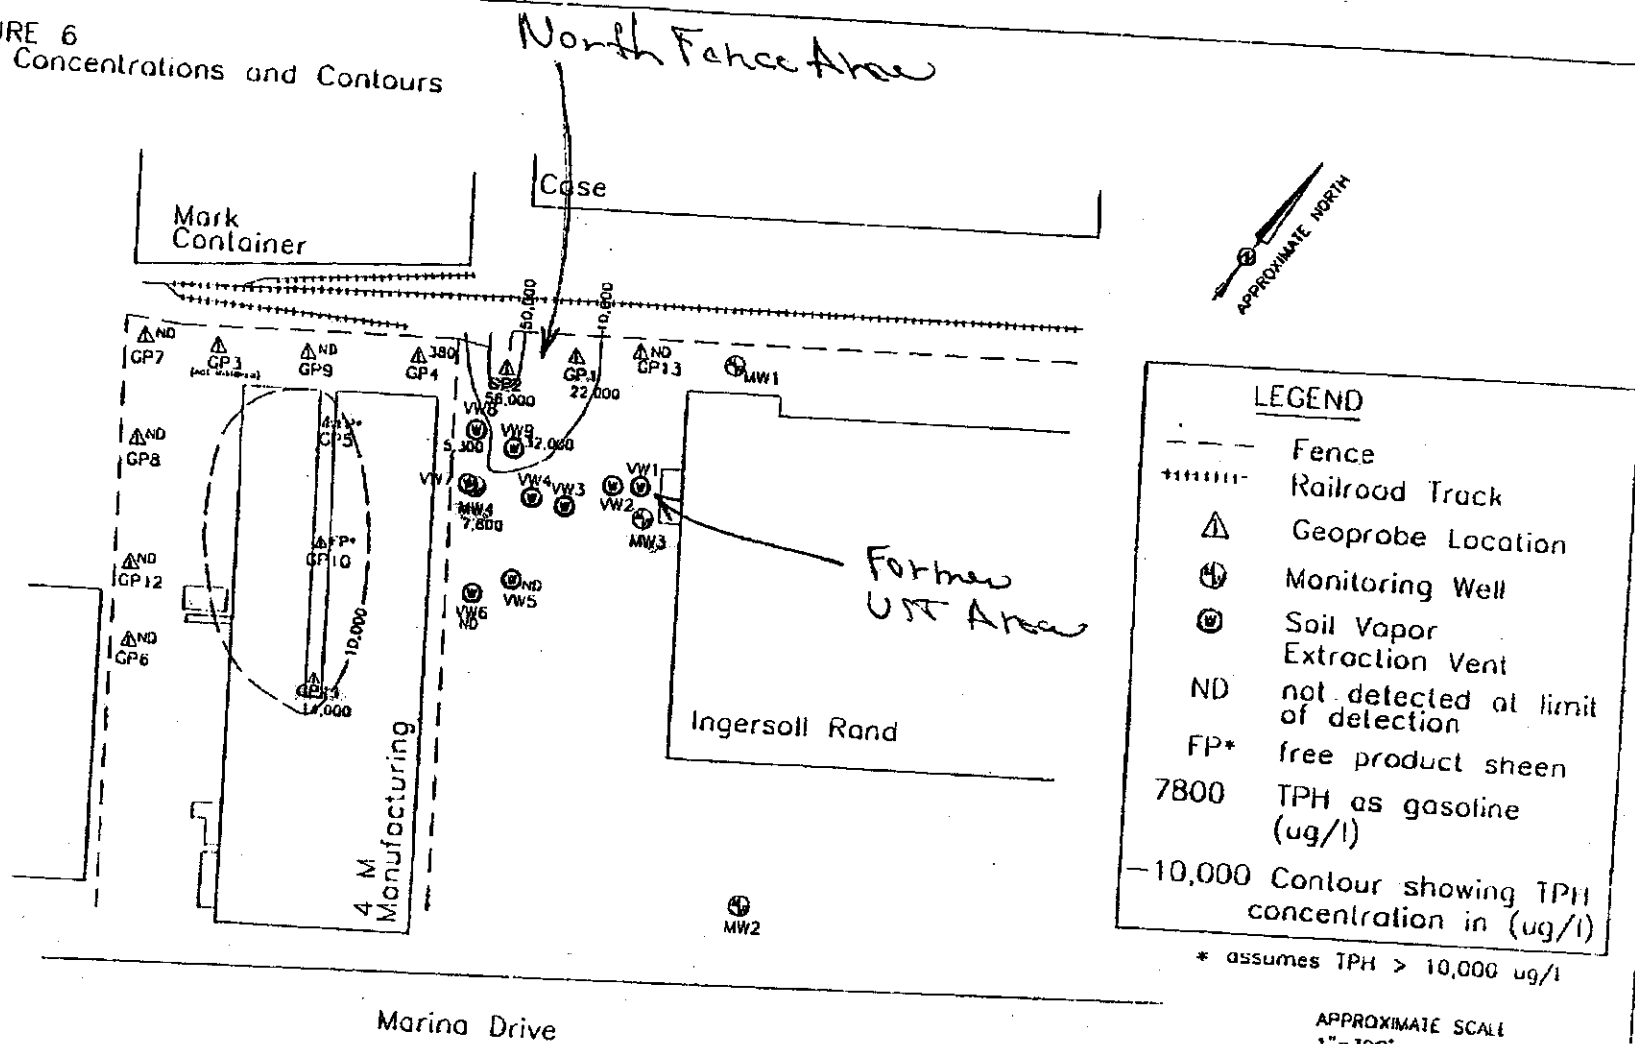 URE 6
Concentrations and Contours
North Fence Area
Mark
Container
Case
APPROXIMATE NORTH
50,000
10,000
ND
GP7
GP3
ND
GP9
380
GP4
GP2
56,000
GP1
22,000
ND
GP13
MW1
ND
GP8
FP*
GP5
VW8
5,300
VW9
12,000
VW7
MW4
7,800
VW4
VW3
VW2
VW1
MW3
ND
GP12
FP*
GP10
ND
GP6
10,000
VW6
ND
ND
VW5
Former
UST Area
14,000
4 M
Manufacturing
Ingersoll Rand
MW2
Marina Drive
LEGEND
Fence
Railroad Track
Geoprobe Location
Monitoring Well
Soil Vapor
Extraction Vent
ND not detected at limit
of detection
FP* free product sheen
7800 TPH as gasoline
(ug/l)
—10,000 Contour showing TPH
concentration in (ug/l)
* assumes TPH > 10,000 ug/l
APPROXIMATE SCALE